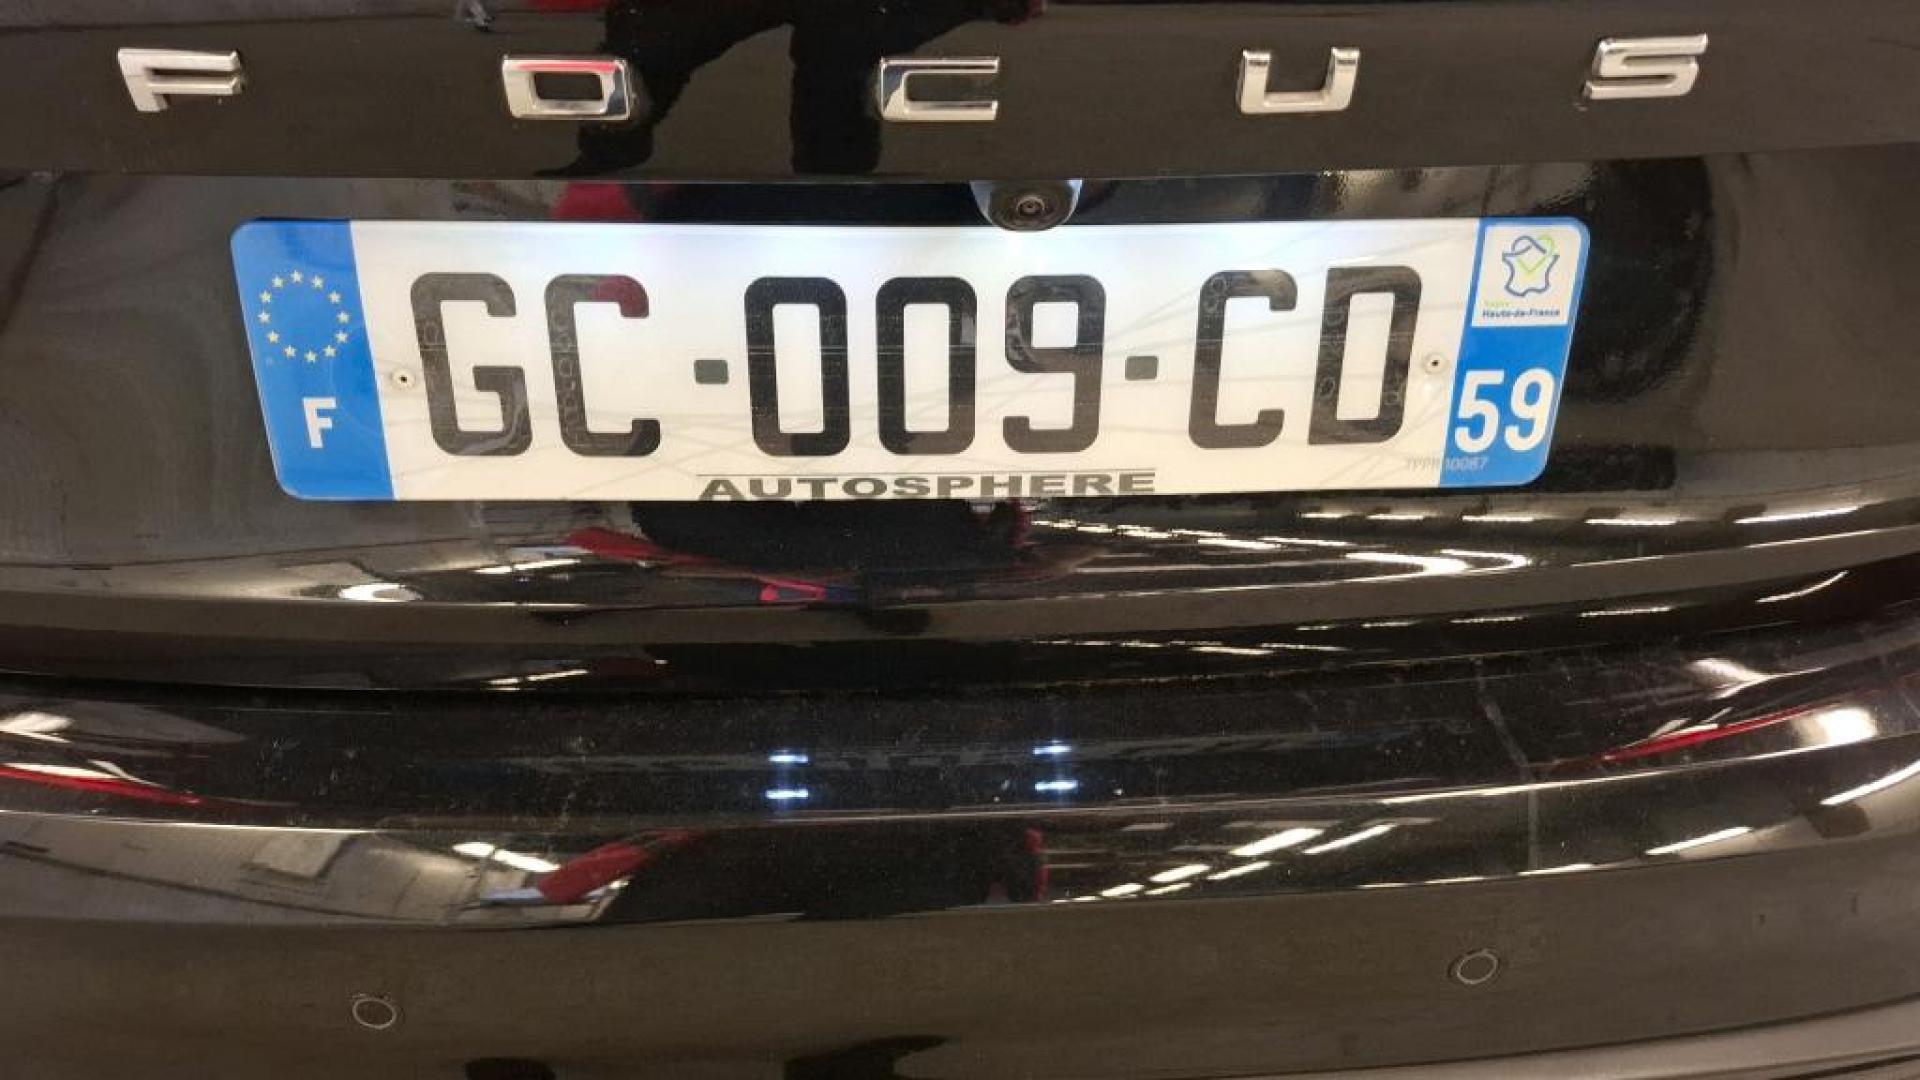 FOCUS
F GC-009-CD 59
Hauts-de-France
AUTOSPHERE